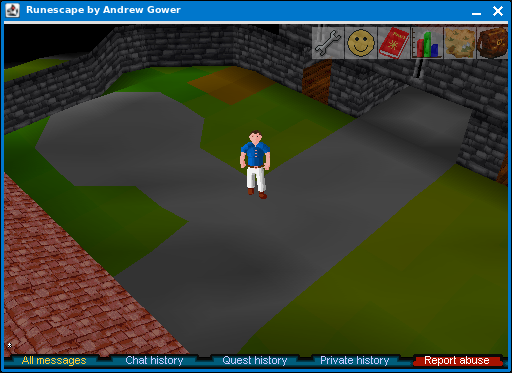 Runescape by Andrew Gower
*
All messages Chat history Quest history Private history Report abuse